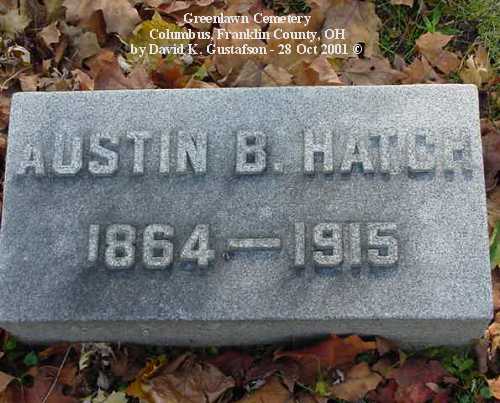 Greenlawn Cemetery
Columbus, Franklin County, OH
by David K. Gustafson - 28 Oct 2001 ©
AUSTIN B. HATCH
1864 — 1915